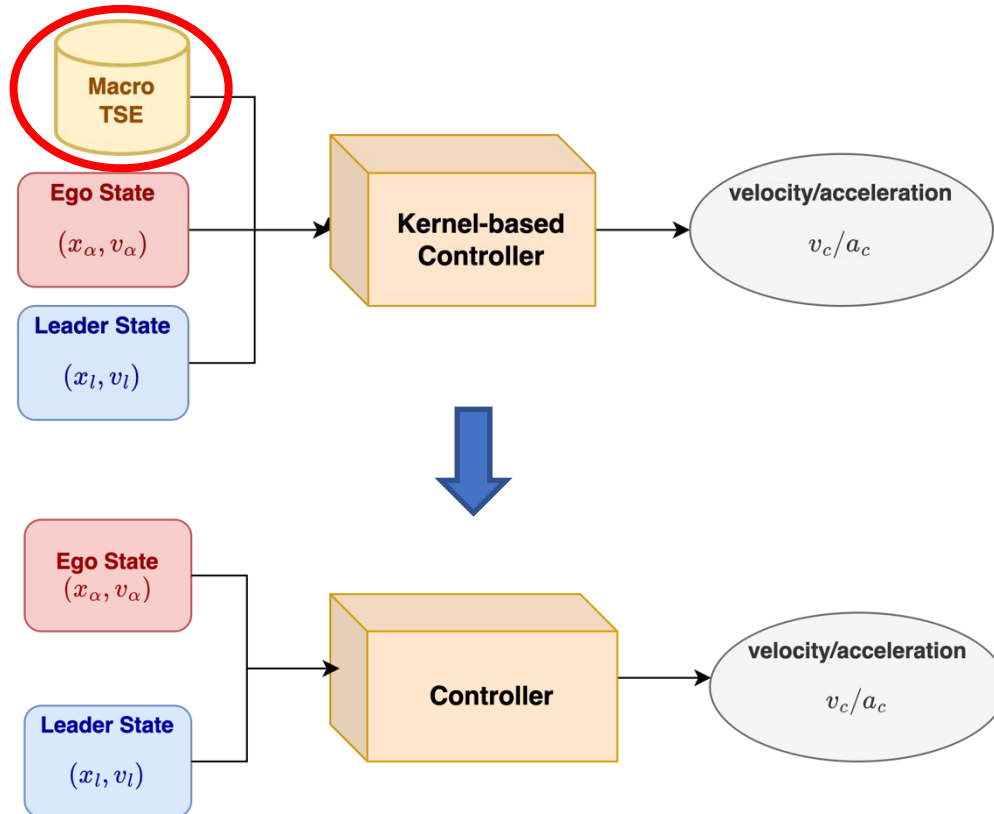 Macro
TSE
Ego State
(x_α, v_α)
Leader State
(x_l, v_l)
Kernel-based
Controller
velocity/acceleration
v_c/a_c
Ego State
(x_α, v_α)
Leader State
(x_l, v_l)
Controller
velocity/acceleration
v_c/a_c